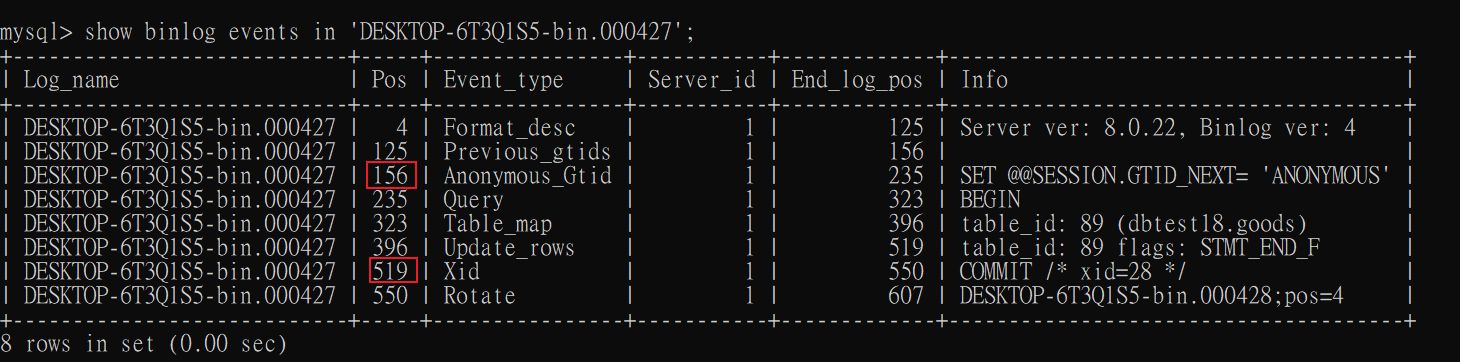 mysql> show binlog events in 'DESKTOP-6T3Q1S5-bin.000427';
+----------------------------+-----+----------------+-----------+-------------+--------------------------------------+
| Log_name | Pos | Event_type | Server_id | End_log_pos | Info |
+----------------------------+-----+----------------+-----------+-------------+--------------------------------------+
| DESKTOP-6T3Q1S5-bin.000427 | 4 | Format_desc | 1 | 125 | Server ver: 8.0.22, Binlog ver: 4 |
| DESKTOP-6T3Q1S5-bin.000427 | 125 | Previous_gtids | 1 | 156 | |
| DESKTOP-6T3Q1S5-bin.000427 | 156 | Anonymous_Gtid | 1 | 235 | SET @@SESSION.GTID_NEXT= 'ANONYMOUS' |
| DESKTOP-6T3Q1S5-bin.000427 | 235 | Query | 1 | 323 | BEGIN |
| DESKTOP-6T3Q1S5-bin.000427 | 323 | Table_map | 1 | 396 | table_id: 89 (dbtest18.goods) |
| DESKTOP-6T3Q1S5-bin.000427 | 396 | Update_rows | 1 | 519 | table_id: 89 flags: STMT_END_F |
| DESKTOP-6T3Q1S5-bin.000427 | 519 | Xid | 1 | 550 | COMMIT /* xid=28 */ |
| DESKTOP-6T3Q1S5-bin.000427 | 550 | Rotate | 1 | 607 | DESKTOP-6T3Q1S5-bin.000428;pos=4 |
+----------------------------+-----+----------------+-----------+-------------+--------------------------------------+
8 rows in set (0.00 sec)